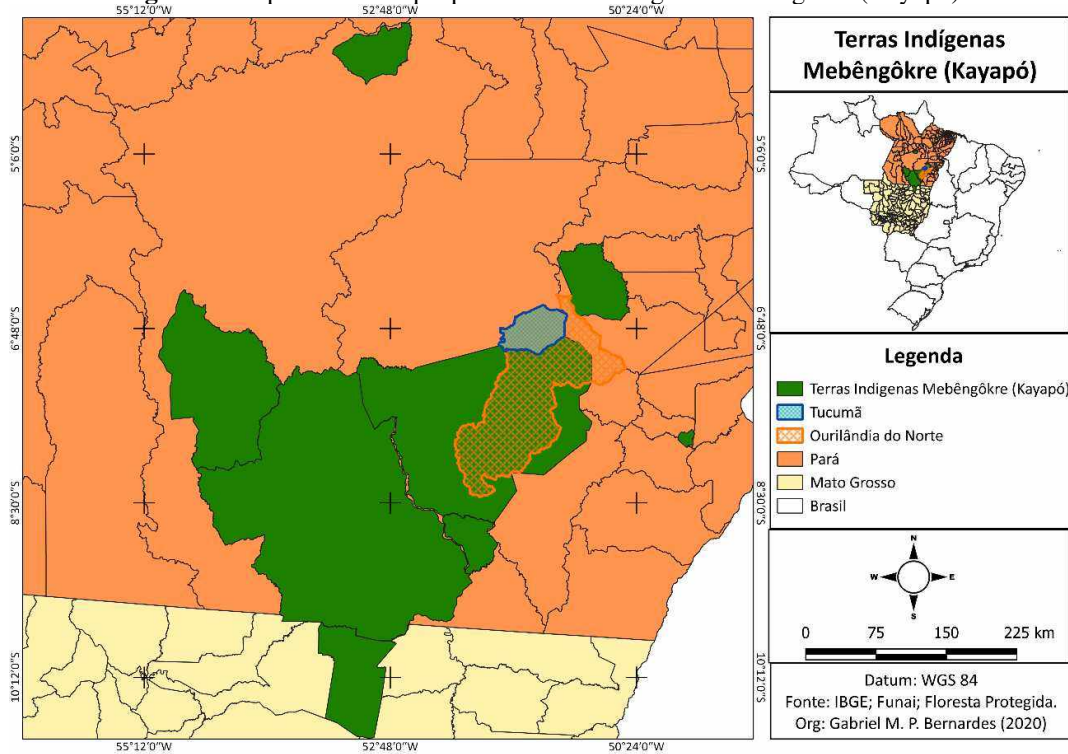 55°12'0"W
52°48'0"W
50°24'0"W
5°6'0"S
6°48'0"S
8°30'0"S
10°12'0"S
5°6'0"S
6°48'0"S
8°30'0"S
10°12'0"S
55°12'0"W
52°48'0"W
50°24'0"W
Terras Indígenas
Mebêngôkre (Kayapó)
Legenda
Terras Indigenas Mebêngôkre (Kayapó)
Tucumã
Ourilândia do Norte
Pará
Mato Grosso
Brasil
N
W
E
S
0 75 150 225 km
Datum: WGS 84
Fonte: IBGE; Funai; Floresta Protegida.
Org: Gabriel M. P. Bernardes (2020)